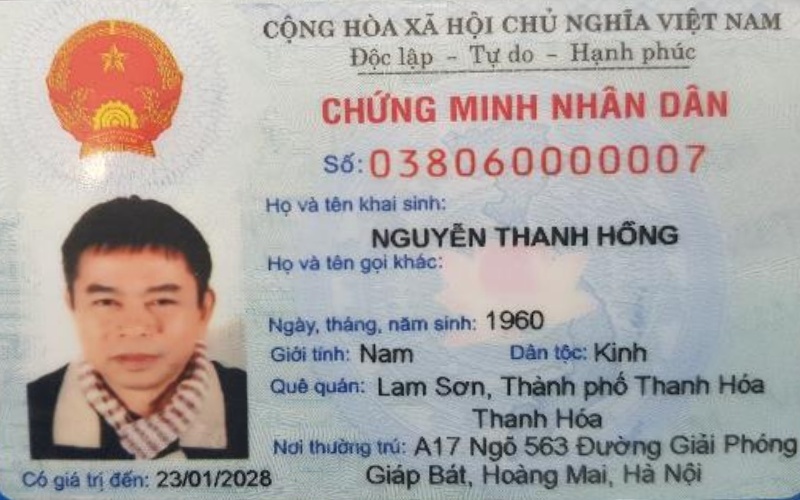 CỘNG HÒA XÃ HỘI CHỦ NGHĨA VIỆT NAM
Độc lập - Tự do - Hạnh phúc
CHỨNG MINH NHÂN DÂN
Số: 038060000007
Họ và tên khai sinh:
NGUYỄN THANH HỒNG
Họ và tên gọi khác:
Ngày, tháng, năm sinh: 1960
Giới tính: Nam Dân tộc: Kinh
Quê quán: Lam Sơn, Thành phố Thanh Hóa
Thanh Hóa
Nơi thường trú: A17 Ngõ 563 Đường Giải Phóng
Giáp Bát, Hoàng Mai, Hà Nội
Có giá trị đến: 23/01/2028